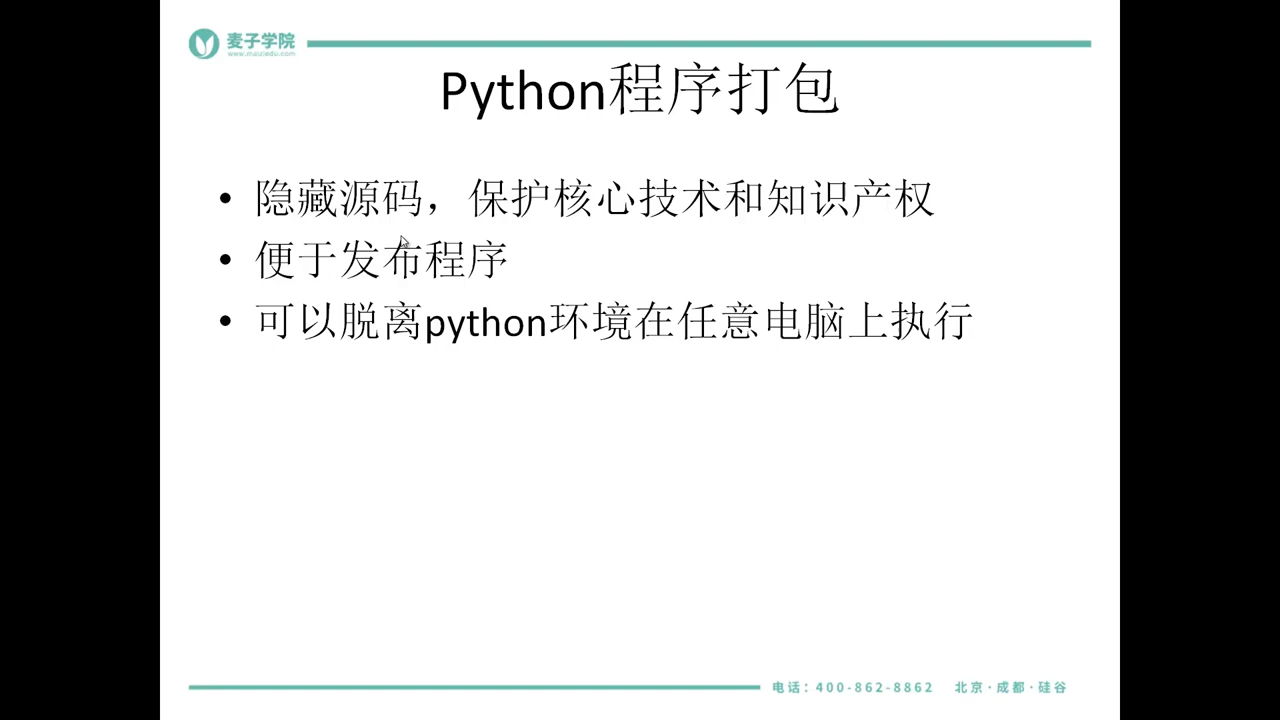 麦子学院
www.maiziedu.com
Python程序打包
• 隐藏源码，保护核心技术和知识产权
• 便于发布程序
• 可以脱离python环境在任意电脑上执行
电话：400-862-8862 北京·成都·硅谷